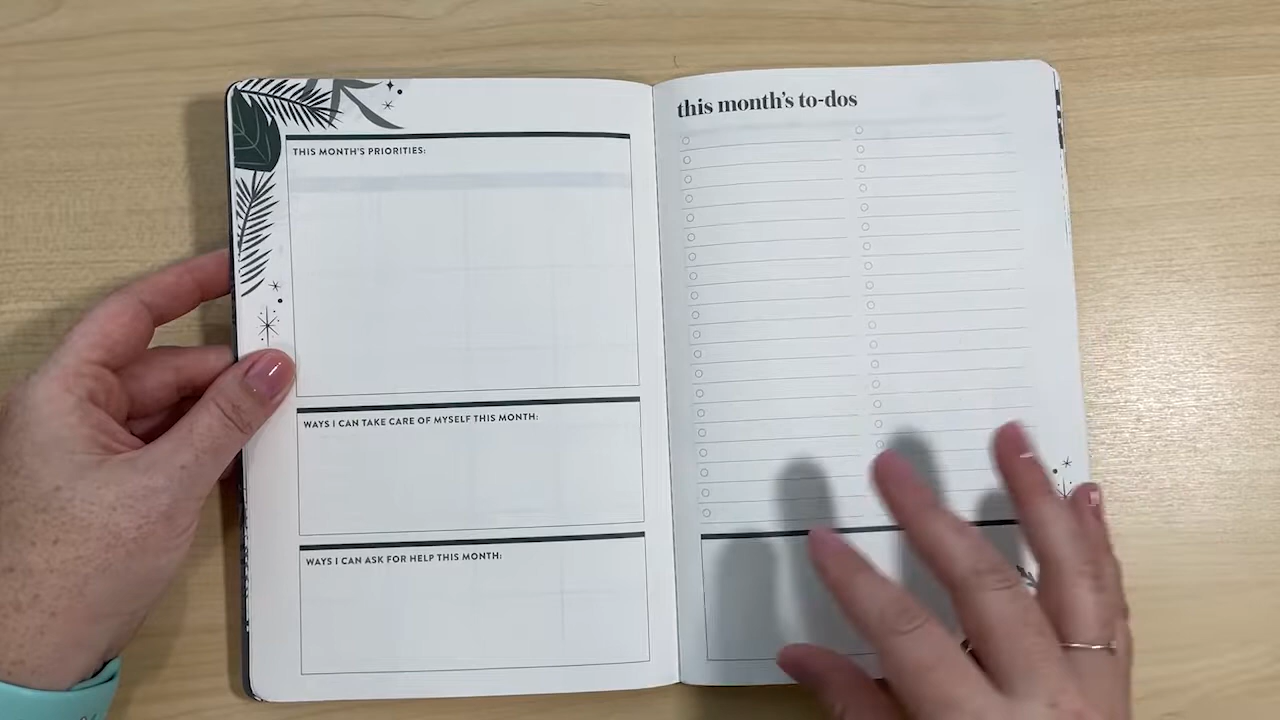 THIS MONTH'S PRIORITIES:
WAYS I CAN TAKE CARE OF MYSELF THIS MONTH:
WAYS I CAN ASK FOR HELP THIS MONTH:
this month's to-dos